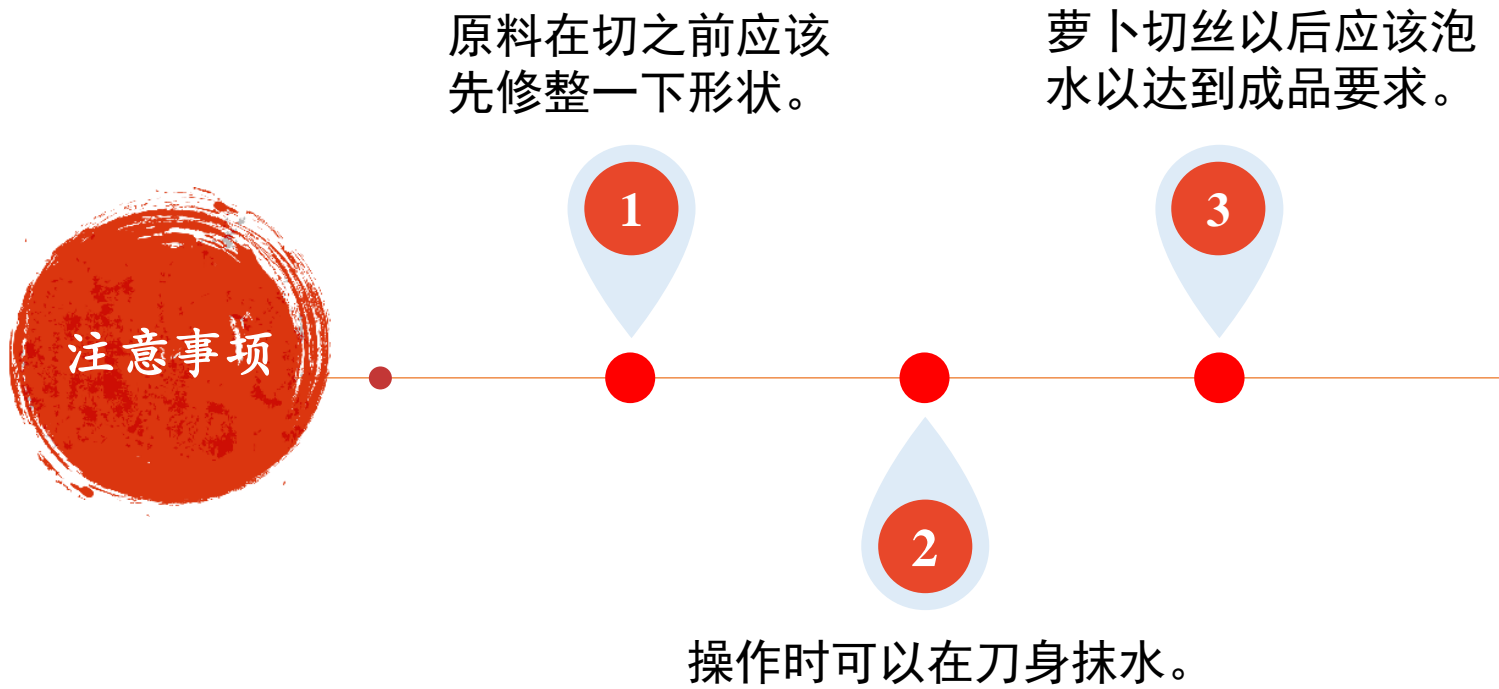 注意事项
原料在切之前应该
先修整一下形状。
1
2
操作时可以在刀身抹水。
萝卜切丝以后应该泡
水以达到成品要求。
3